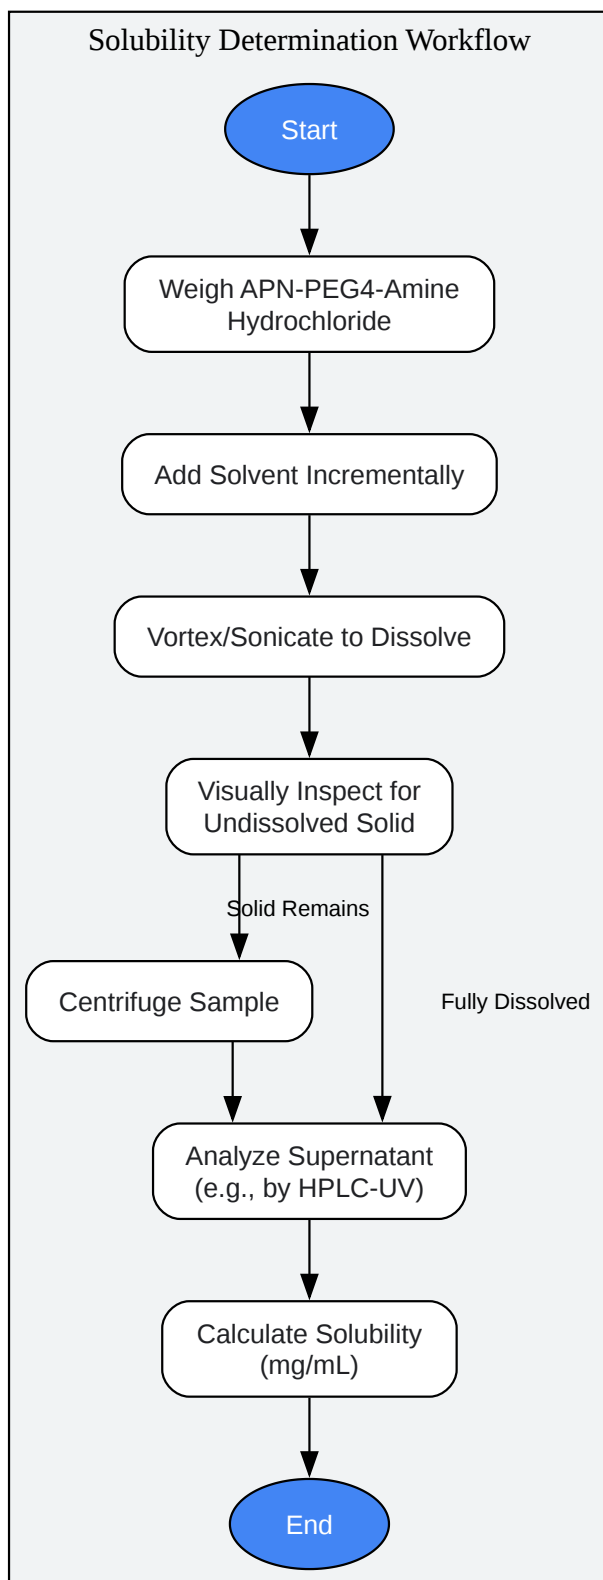 Solubility Determination Workflow
Start
Weigh APN-PEG4-Amine
Hydrochloride
Add Solvent Incrementally
Vortex/Sonicate to Dissolve
Visually Inspect for
Undissolved Solid
Solid Remains
Centrifuge Sample
Fully Dissolved
Analyze Supernatant
(e.g., by HPLC-UV)
Calculate Solubility
(mg/mL)
End